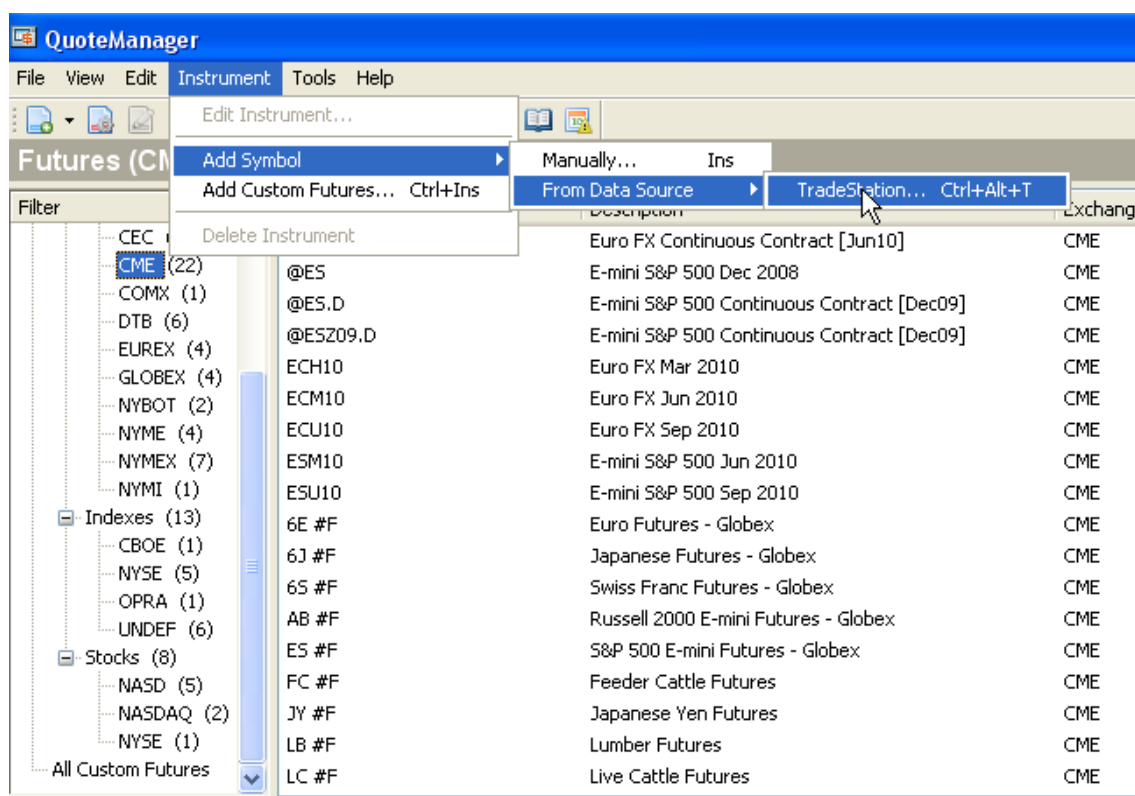 QuoteManager
File View Edit Instrument Tools Help
Edit Instrument...
Futures (CM
Add Symbol
Manually... Ins
Add Custom Futures... Ctrl+Ins
From Data Source
TradeStation... Ctrl+Alt+T
Filter
Description
Exchang
Delete Instrument
CEC
Euro FX Continuous Contract [Jun10] CME
CME (22)
@ES E-mini S&P 500 Dec 2008 CME
COMX (1)
@ES.D E-mini S&P 500 Continuous Contract [Dec09] CME
DTB (6)
@ESZ09.D E-mini S&P 500 Continuous Contract [Dec09] CME
EUREX (4)
ECH10 Euro FX Mar 2010 CME
GLOBEX (4)
ECM10 Euro FX Jun 2010 CME
NYBOT (2)
ECU10 Euro FX Sep 2010 CME
NYME (4)
ESM10 E-mini S&P 500 Jun 2010 CME
NYMEX (7)
NYMI (1)
ESU10 E-mini S&P 500 Sep 2010 CME
Indexes (13)
6E #F Euro Futures - Globex CME
CBOE (1)
6J #F Japanese Futures - Globex CME
NYSE (5)
6S #F Swiss Franc Futures - Globex CME
OPRA (1)
AB #F Russell 2000 E-mini Futures - Globex CME
UNDEF (6)
ES #F S&P 500 E-mini Futures - Globex CME
Stocks (8)
FC #F Feeder Cattle Futures CME
NASD (5)
NASDAQ (2)
JY #F Japanese Yen Futures CME
NYSE (1)
LB #F Lumber Futures CME
All Custom Futures
LC #F Live Cattle Futures CME